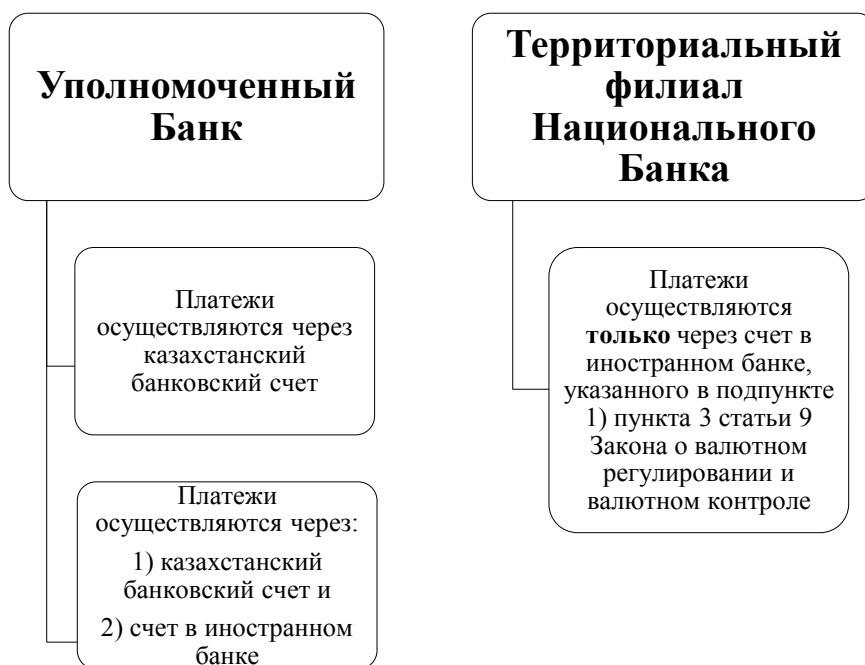 Уполномоченный
Банк
Платежи
осуществляются через
казахстанский
банковский счет
Платежи
осуществляются через:
1) казахстанский
банковский счет и
2) счет в иностранном
банке
Территориальный
филиал
Национального
Банка
Платежи
осуществляются
только через счет в
иностранном банке,
указанного в подпункте
1) пункта 3 статьи 9
Закона о валютном
регулировании и
валютном контроле